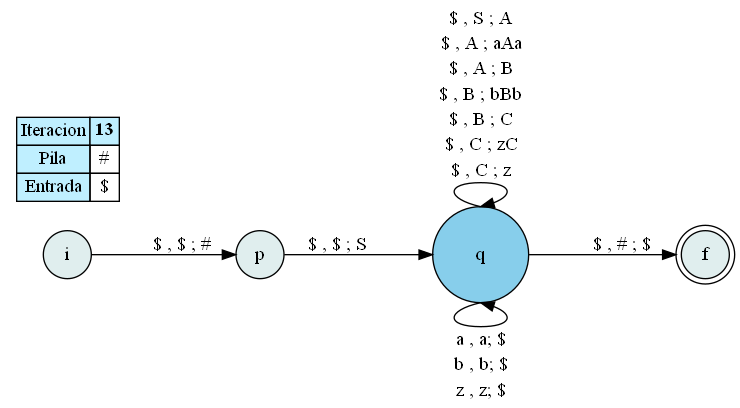 $ , S ; A
$ , A ; aAa
$ , A ; B
$ , B ; bBb
$ , B ; C
$ , C ; zC
$ , C ; z
Iteracion 13
Pila #
Entrada $
i
$ , $ ; #
p
$ , $ ; S
q
$ , # ; $
f
a , a; $
b , b; $
z , z; $